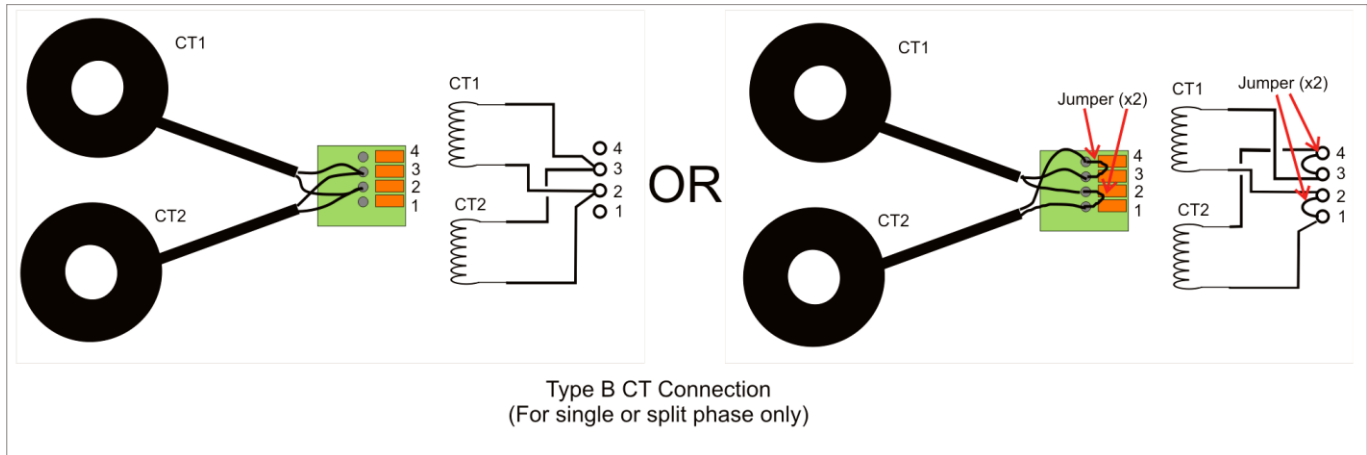 CT1
CT2
4
3
2
1
CT1
CT2
4
3
2
1
OR
CT1
CT2
Jumper (x2)
4
3
2
1
CT1
CT2
Jumper (x2)
4
3
2
1
Type B CT Connection
(For single or split phase only)